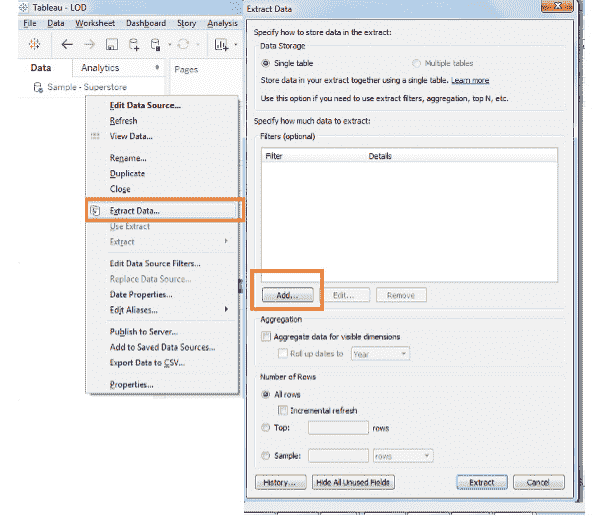 Tableau - LOD
File Data Worksheet Dashboard Story Analysis
Data Analytics Pages
Sample - Superstore
Edit Data Source...
Refresh
View Data...
Rename...
Duplicate
Close
Extract Data...
Use Extract
Extract
Edit Data Source Filters...
Replace Data Source...
Date Properties...
Edit Aliases...
Publish to Server...
Add to Saved Data Sources...
Export Data to CSV...
Properties...
Extract Data
Specify how to store data in the extract:
Data Storage
Single table Multiple tables
Store data in your extract together using a single table. Learn more
Use this option if you need to use extract filters, aggregation, top N, etc.
Specify how much data to extract:
Filters (optional)
Filter Details
Add... Edit... Remove
Aggregation
Aggregate data for visible dimensions
Roll up dates to Year
Number of Rows
All rows
Incremental refresh
Top: rows
Sample: rows
History... Hide All Unused Fields Extract Cancel